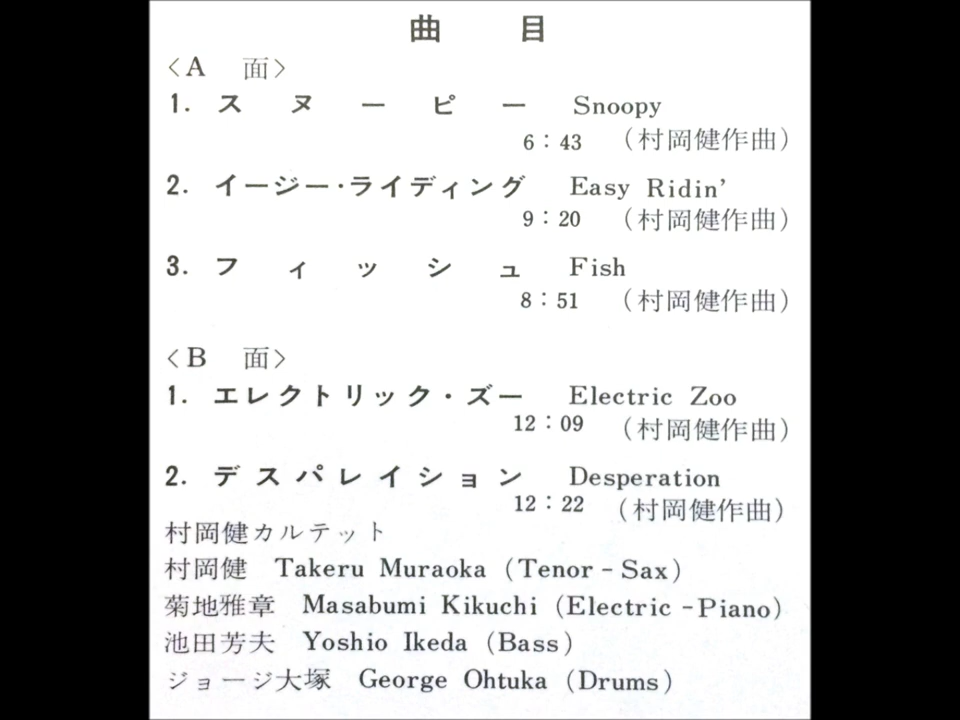 曲 目
<A 面>
1. スヌーピー Snoopy
6:43 (村岡健作曲)
2. イージー・ライディング Easy Ridin'
9:20 (村岡健作曲)
3. フィッシュ Fish
8:51 (村岡健作曲)
<B 面>
1. エレクトリック・ズー Electric Zoo
12:09 (村岡健作曲)
2. デスパレイション Desperation
12:22 (村岡健作曲)
村岡健カルテット
村岡健 Takeru Muraoka (Tenor-Sax)
菊地雅章 Masabumi Kikuchi (Electric-Piano)
池田芳夫 Yoshio Ikeda (Bass)
ジョージ大塚 George Ohtuka (Drums)